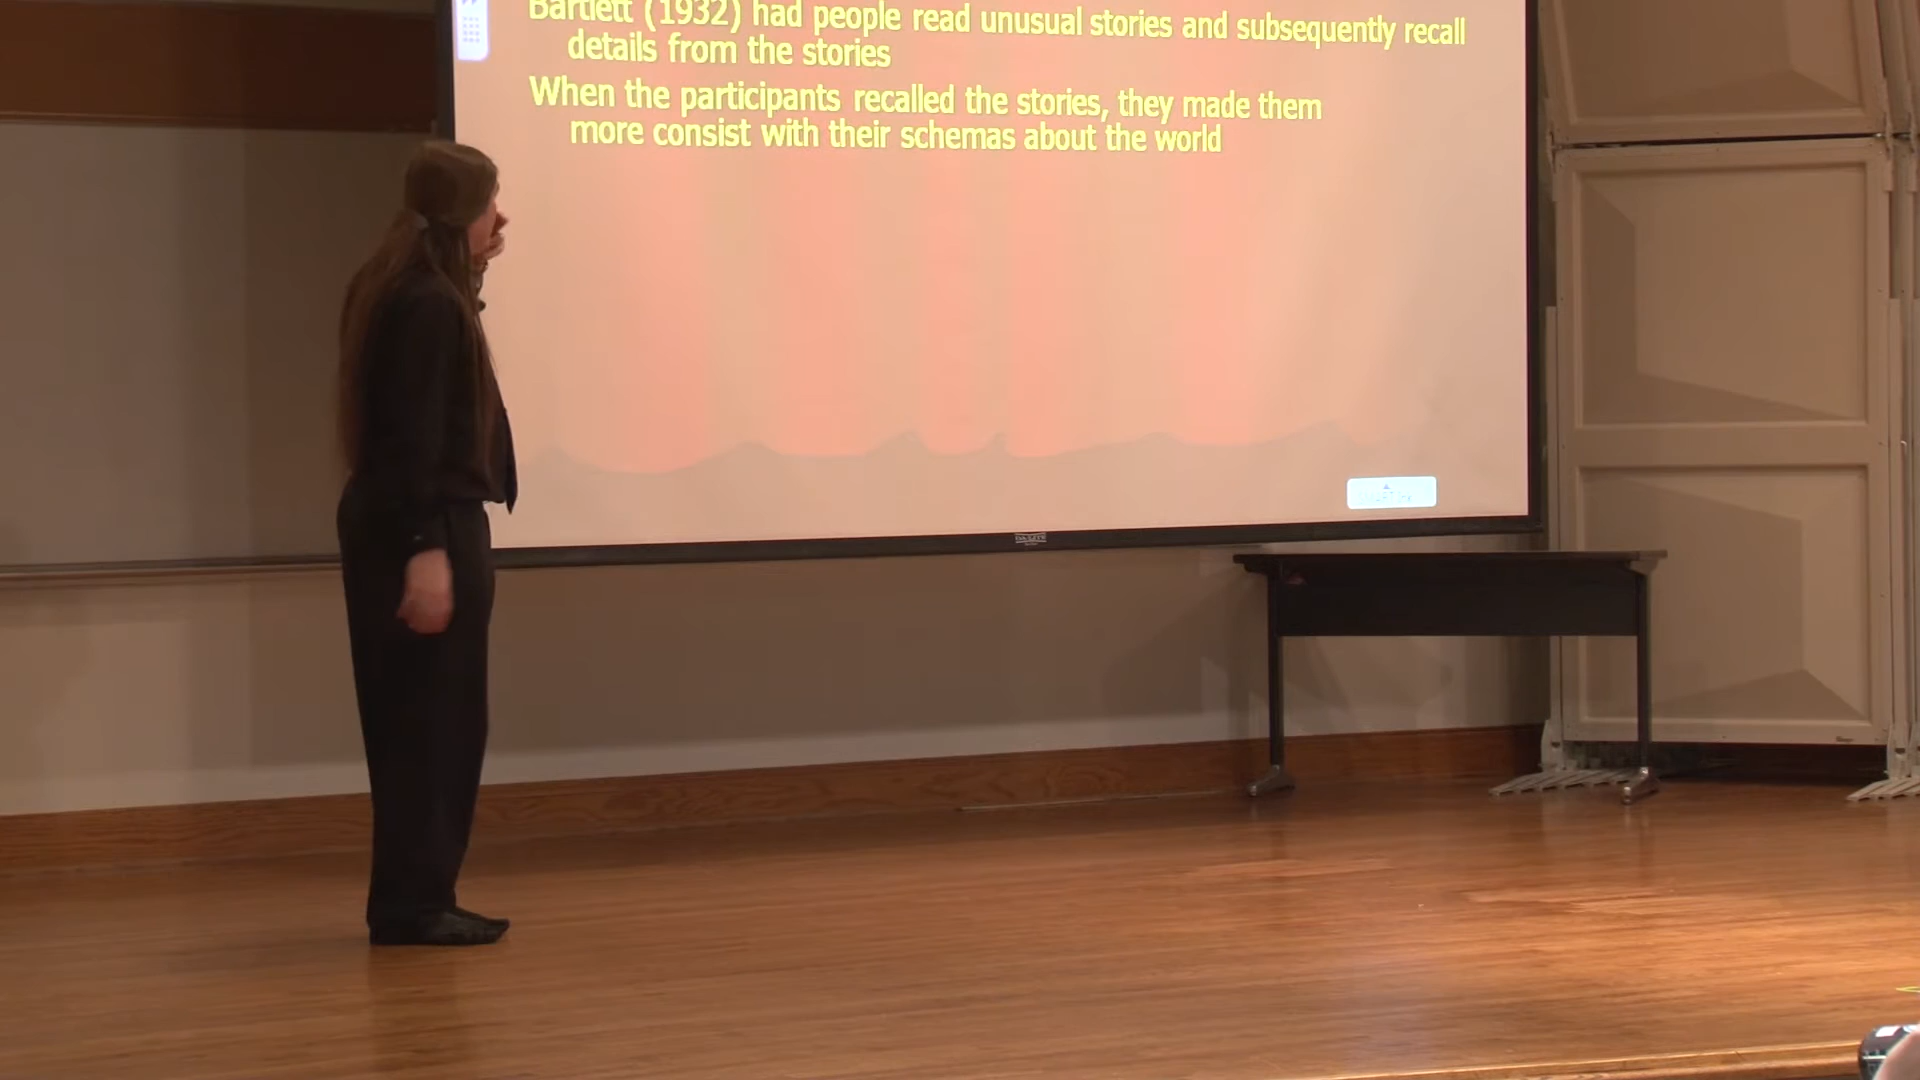 Bartlett (1932) had people read unusual stories and subsequently recall
details from the stories
When the participants recalled the stories, they made them
more consist with their schemas about the world